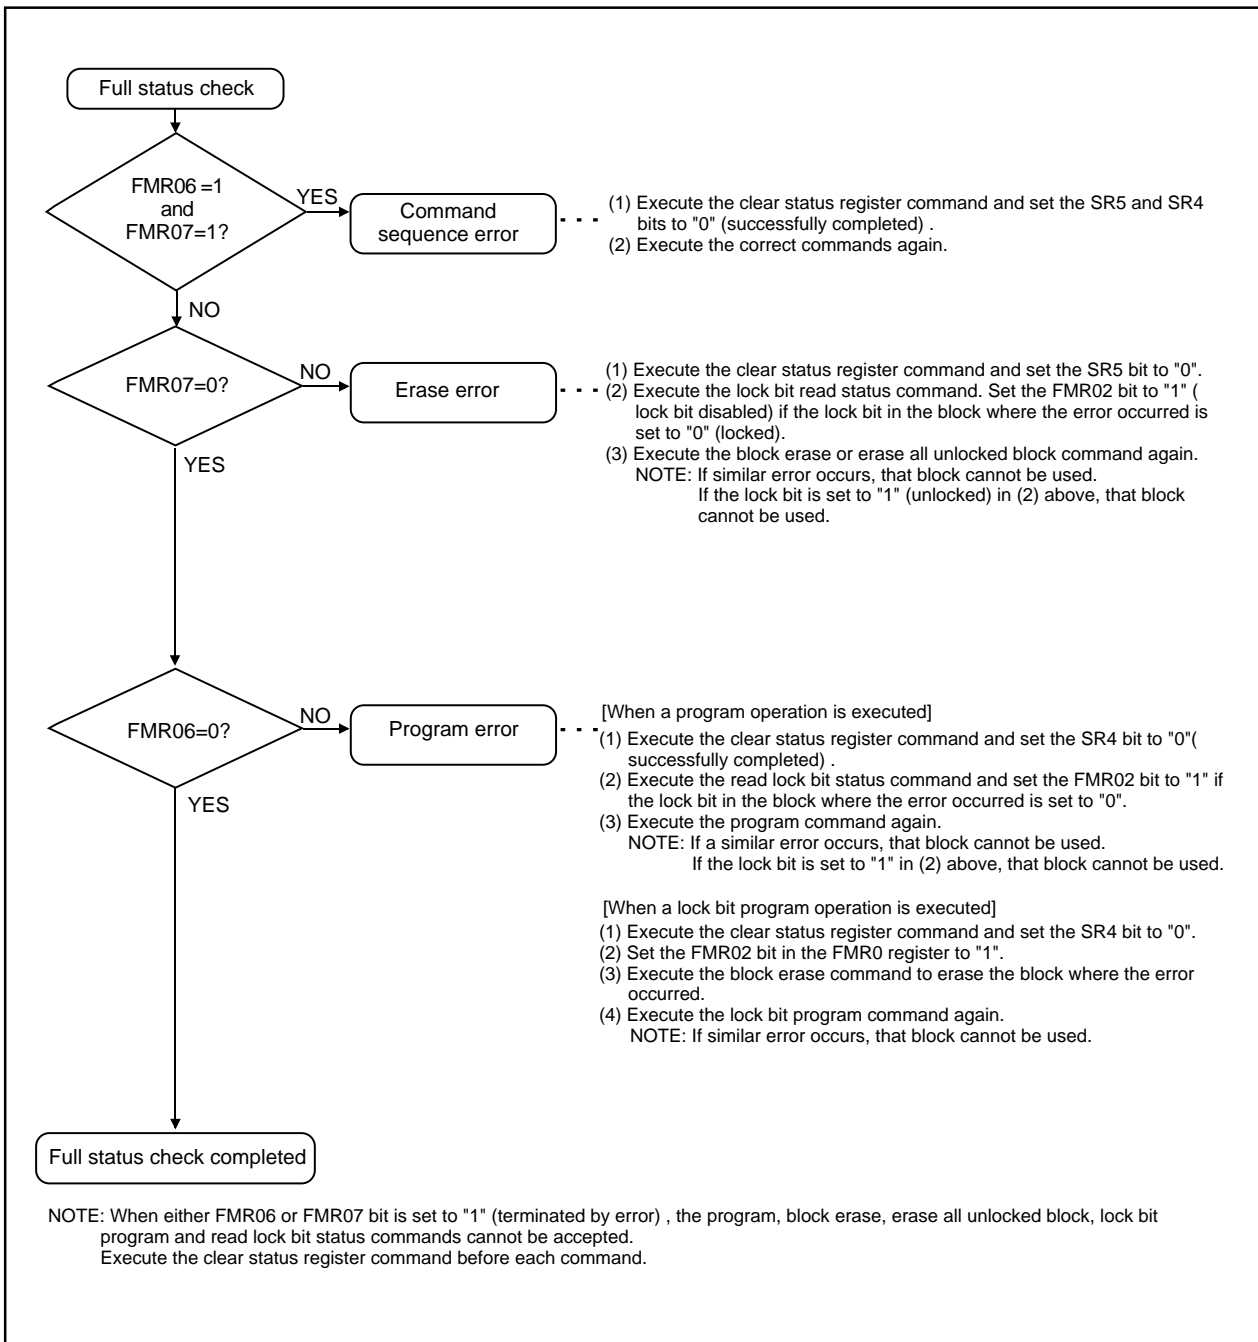 Full status check
FMR06 =1
and
FMR07=1?
YES
Command
sequence error
(1) Execute the clear status register command and set the SR5 and SR4
bits to "0" (successfully completed) .
(2) Execute the correct commands again.
NO
FMR07=0?
NO
Erase error
(1) Execute the clear status register command and set the SR5 bit to "0".
(2) Execute the lock bit read status command. Set the FMR02 bit to "1" (
lock bit disabled) if the lock bit in the block where the error occurred is
set to "0" (locked).
(3) Execute the block erase or erase all unlocked block command again.
NOTE: If similar error occurs, that block cannot be used.
If the lock bit is set to "1" (unlocked) in (2) above, that block
cannot be used.
YES
FMR06=0?
NO
Program error
[When a program operation is executed]
(1) Execute the clear status register command and set the SR4 bit to "0"(
successfully completed) .
(2) Execute the read lock bit status command and set the FMR02 bit to "1" if
the lock bit in the block where the error occurred is set to "0".
(3) Execute the program command again.
NOTE: If a similar error occurs, that block cannot be used.
If the lock bit is set to "1" in (2) above, that block cannot be used.
[When a lock bit program operation is executed]
(1) Execute the clear status register command and set the SR4 bit to "0".
(2) Set the FMR02 bit in the FMR0 register to "1".
(3) Execute the block erase command to erase the block where the error
occurred.
(4) Execute the lock bit program command again.
NOTE: If similar error occurs, that block cannot be used.
YES
Full status check completed
NOTE: When either FMR06 or FMR07 bit is set to "1" (terminated by error) , the program, block erase, erase all unlocked block, lock bit
program and read lock bit status commands cannot be accepted.
Execute the clear status register command before each command.